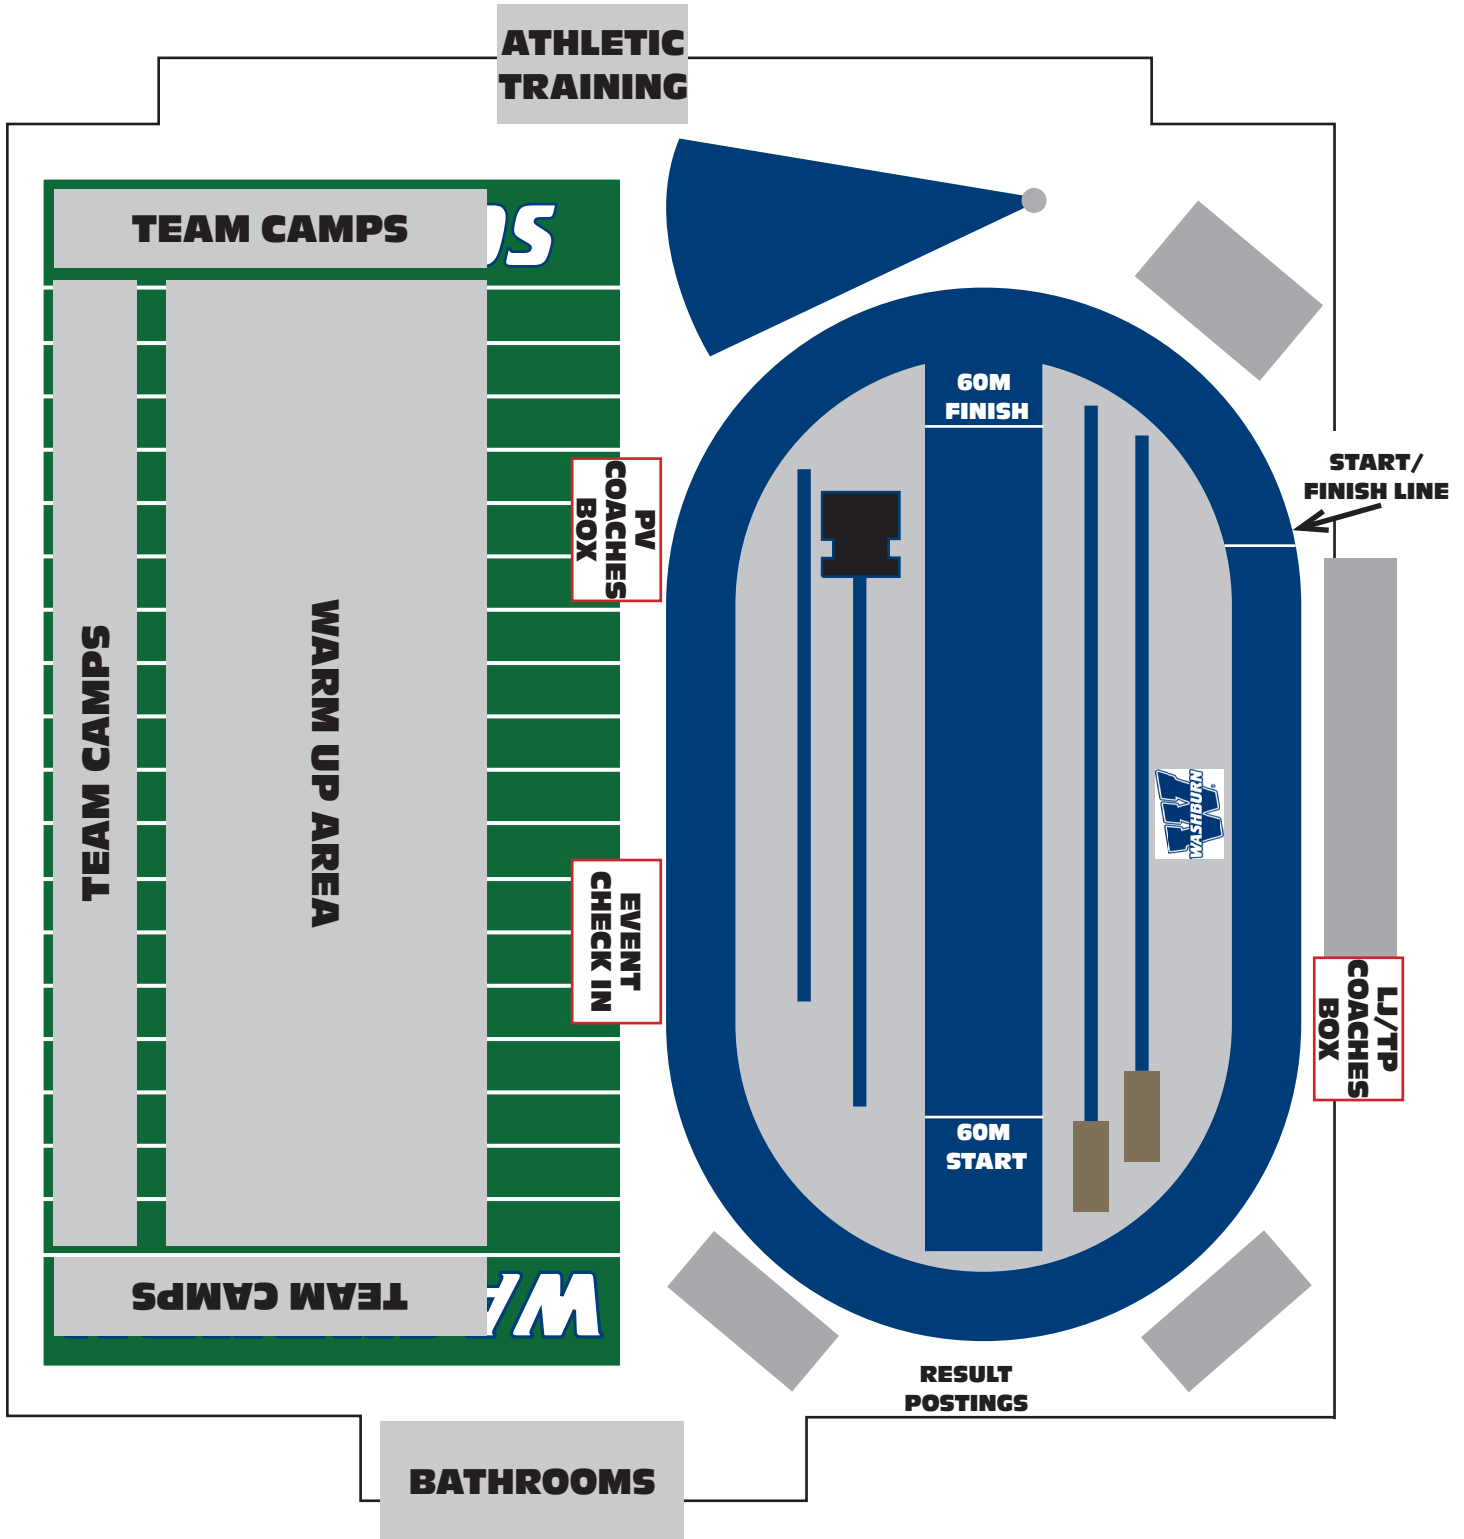 ATHLETIC
TRAINING
TEAM CAMPS
60M
FINISH
START/
FINISH LINE
PV
COACHES
BOX
TEAM CAMPS
WARM UP AREA
WASHBURN
EVENT
CHECK IN
LJ/TP
COACHES
BOX
60M
START
TEAM CAMPS
RESULT
POSTINGS
BATHROOMS